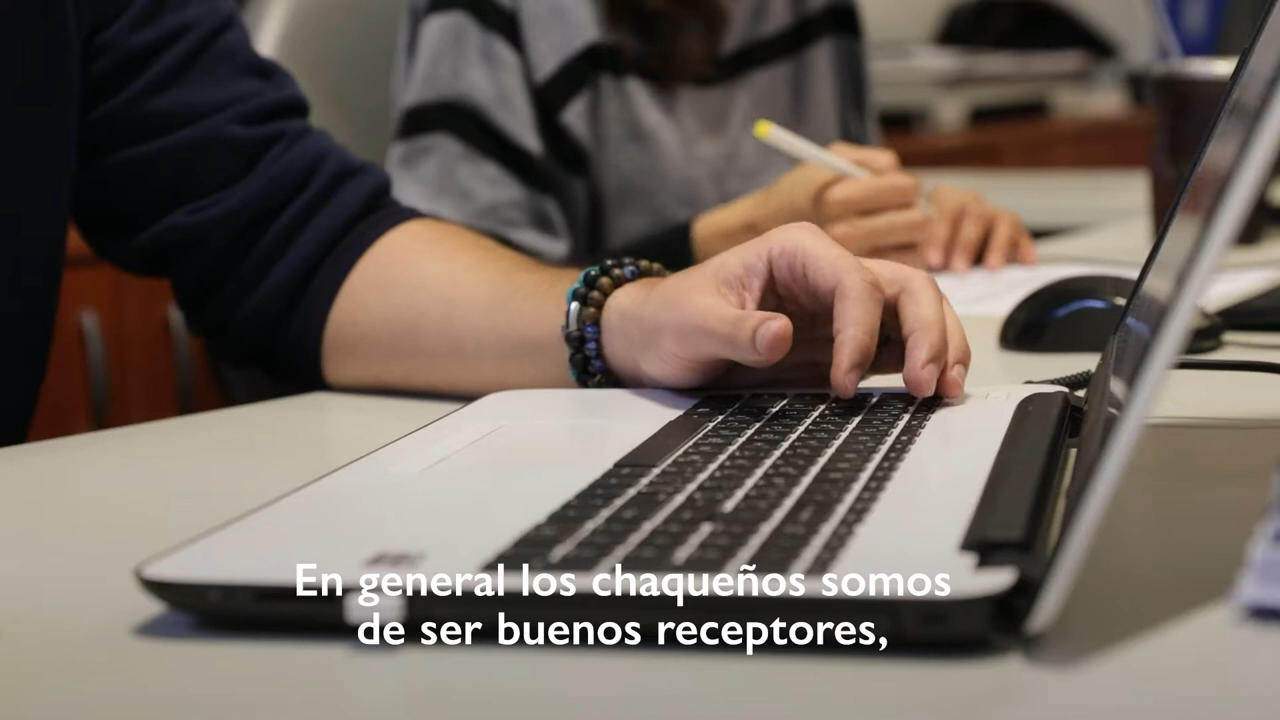 En general los chaqueños somos
de ser buenos receptores,